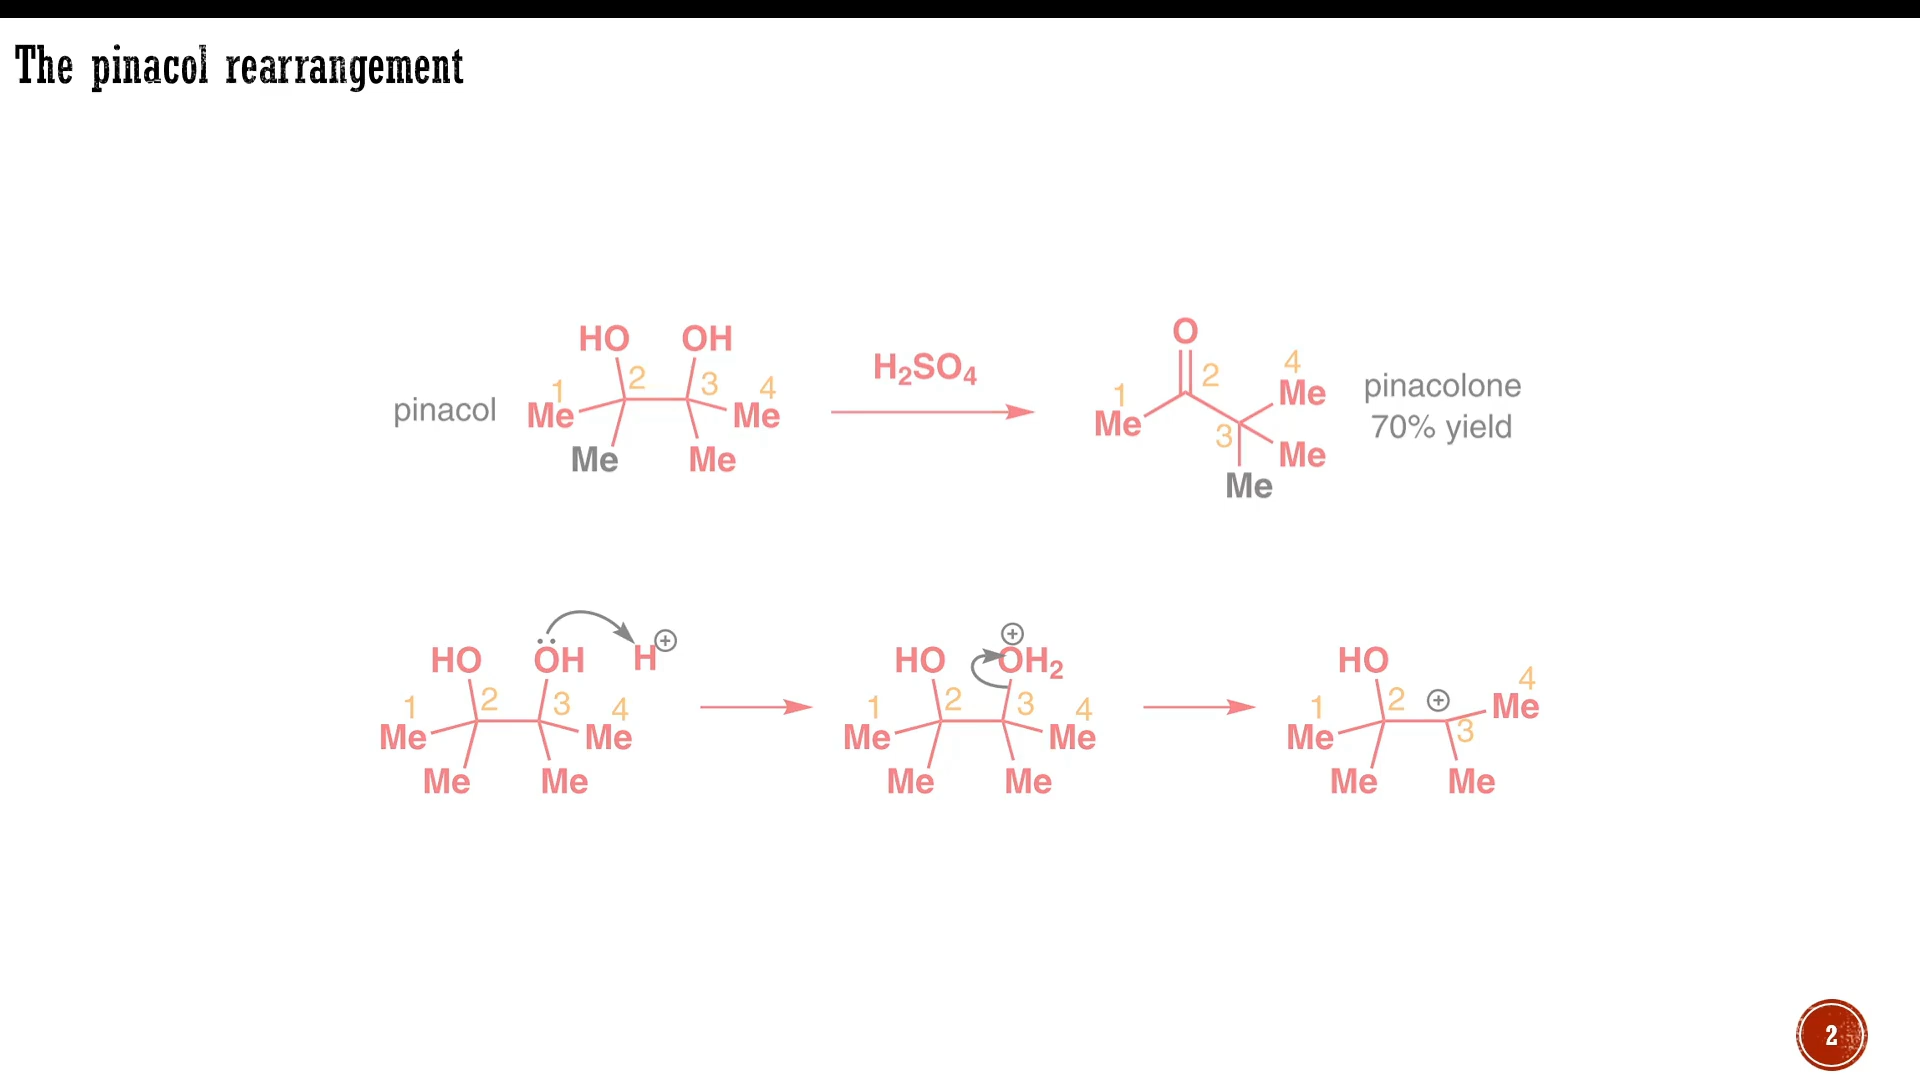 The pinacol rearrangement
HO OH
1 2 3 4
pinacol Me Me
Me Me
H₂SO₄
O
1 2 4
Me Me
3 Me
Me
pinacolone
70% yield
HO ÖH H⊕
1 2 3 4
Me Me
Me Me
⊕
HO OH₂
1 2 3 4
Me Me
Me Me
HO
1 2 ⊕ 4
Me 3 Me
Me Me
2